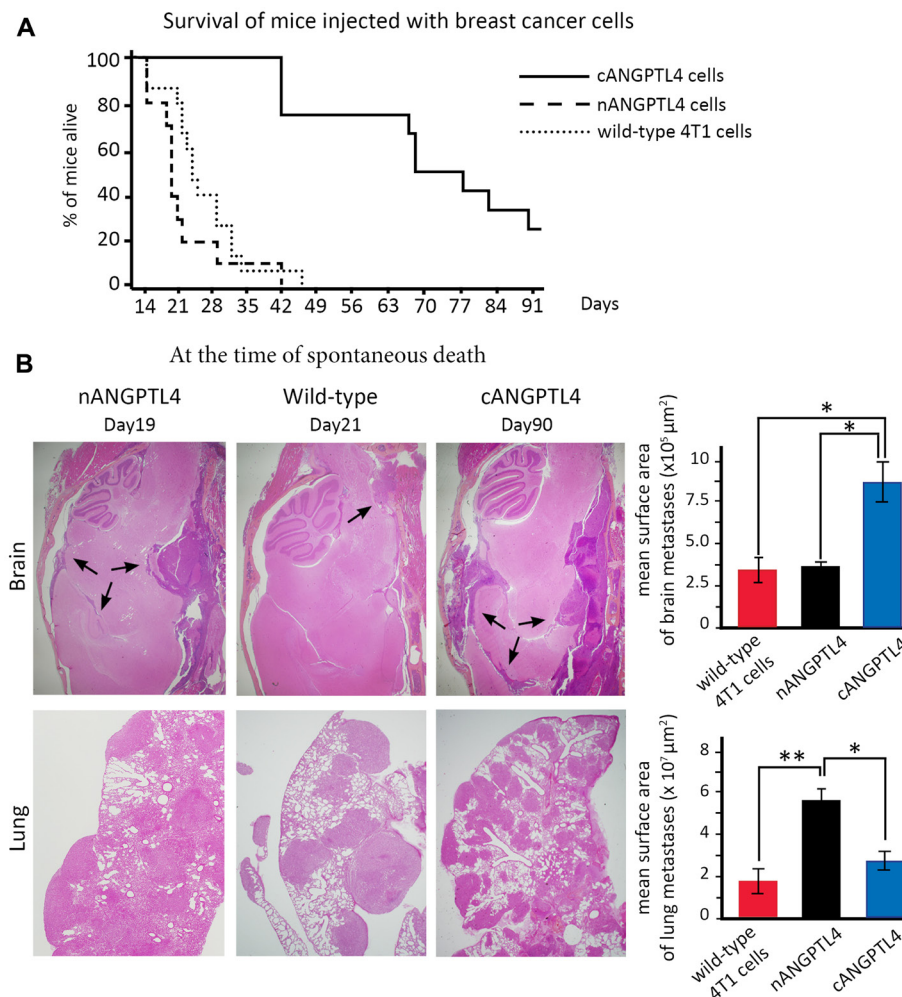 A
Survival of mice injected with breast cancer cells
% of mice alive
100
80
60
40
20
0
14 21 28 35 42 49 56 63 70 77 84 91 Days
cANGPTL4 cells
nANGPTL4 cells
wild-type 4T1 cells
B
At the time of spontaneous death
nANGPTL4 Wild-type cANGPTL4
Day19 Day21 Day90
Brain
Lung
mean surface area
of brain metastases (x10⁵ µm²)
10
7.5
5.0
2.5
0
* 
*
wild-type
4T1 cells
nANGPTL4
cANGPTL4
mean surface area
of lung metastases (x 10⁷ µm²)
8
6
4
2
0
**
*
wild-type
4T1 cells
nANGPTL4
cANGPTL4